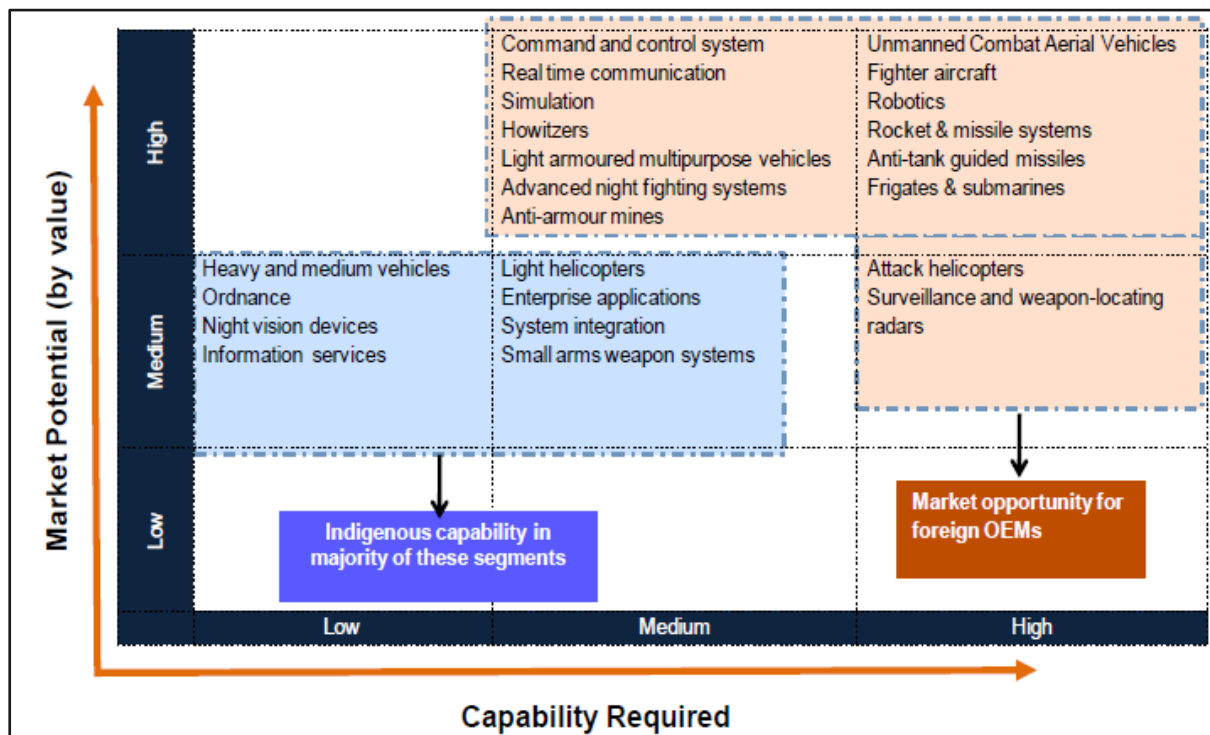 Market Potential (by value)
High
Medium
Low
Command and control system
Real time communication
Simulation
Howitzers
Light armoured multipurpose vehicles
Advanced night fighting systems
Anti-armour mines
Unmanned Combat Aerial Vehicles
Fighter aircraft
Robotics
Rocket & missile systems
Anti-tank guided missiles
Frigates & submarines
Heavy and medium vehicles
Ordnance
Night vision devices
Information services
Light helicopters
Enterprise applications
System integration
Small arms weapon systems
Attack helicopters
Surveillance and weapon-locating
radars
Indigenous capability in
majority of these segments
Market opportunity for
foreign OEMs
Low
Medium
High
Capability Required